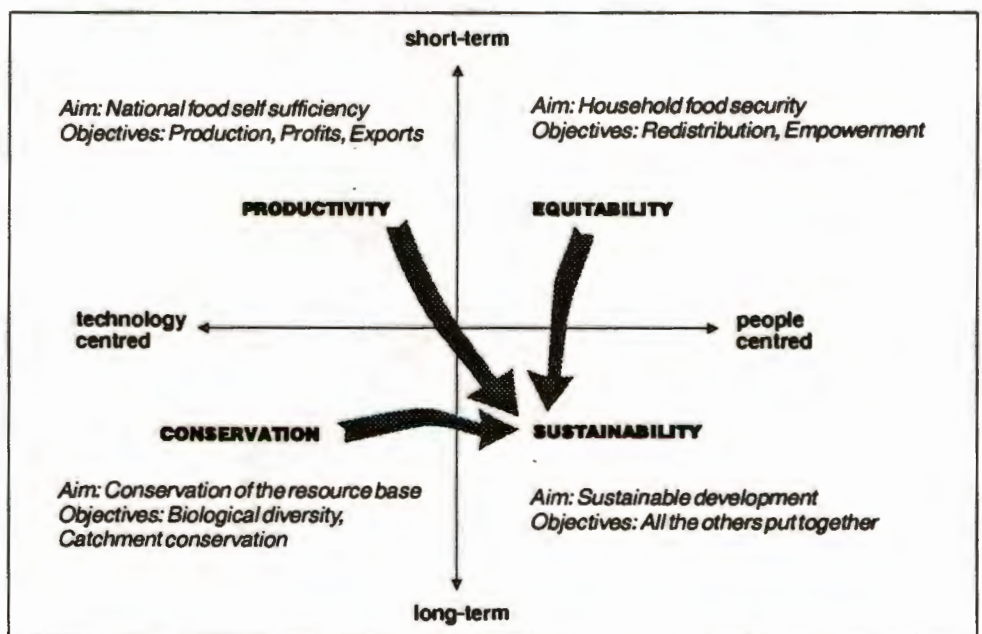 short-term
Aim: National food self sufficiency
Objectives: Production, Profits, Exports
Aim: Household food security
Objectives: Redistribution, Empowerment
PRODUCTIVITY
EQUITABILITY
technology
centred
people
centred
CONSERVATION
SUSTAINABILITY
Aim: Conservation of the resource base
Objectives: Biological diversity,
Catchment conservation
Aim: Sustainable development
Objectives: All the others put together
long-term